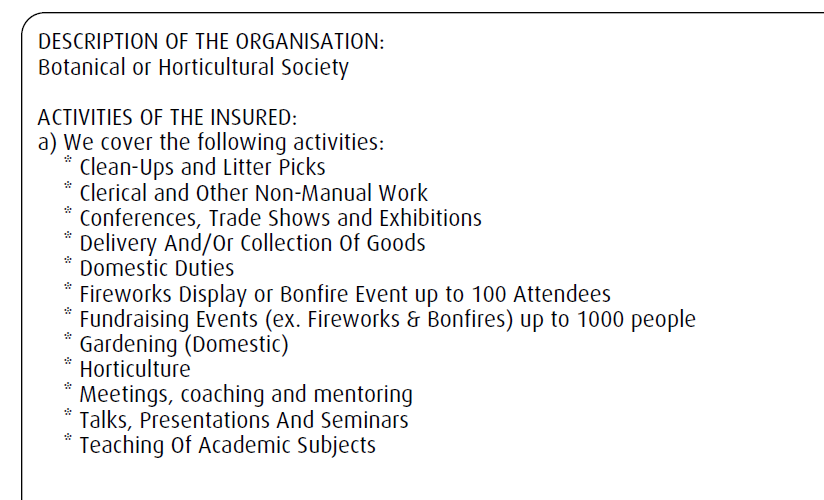 DESCRIPTION OF THE ORGANISATION:
Botanical or Horticultural Society
ACTIVITIES OF THE INSURED:
a) We cover the following activities:
* Clean-Ups and Litter Picks
* Clerical and Other Non-Manual Work
* Conferences, Trade Shows and Exhibitions
* Delivery And/Or Collection Of Goods
* Domestic Duties
* Fireworks Display or Bonfire Event up to 100 Attendees
* Fundraising Events (ex. Fireworks & Bonfires) up to 1000 people
* Gardening (Domestic)
* Horticulture
* Meetings, coaching and mentoring
* Talks, Presentations And Seminars
* Teaching Of Academic Subjects